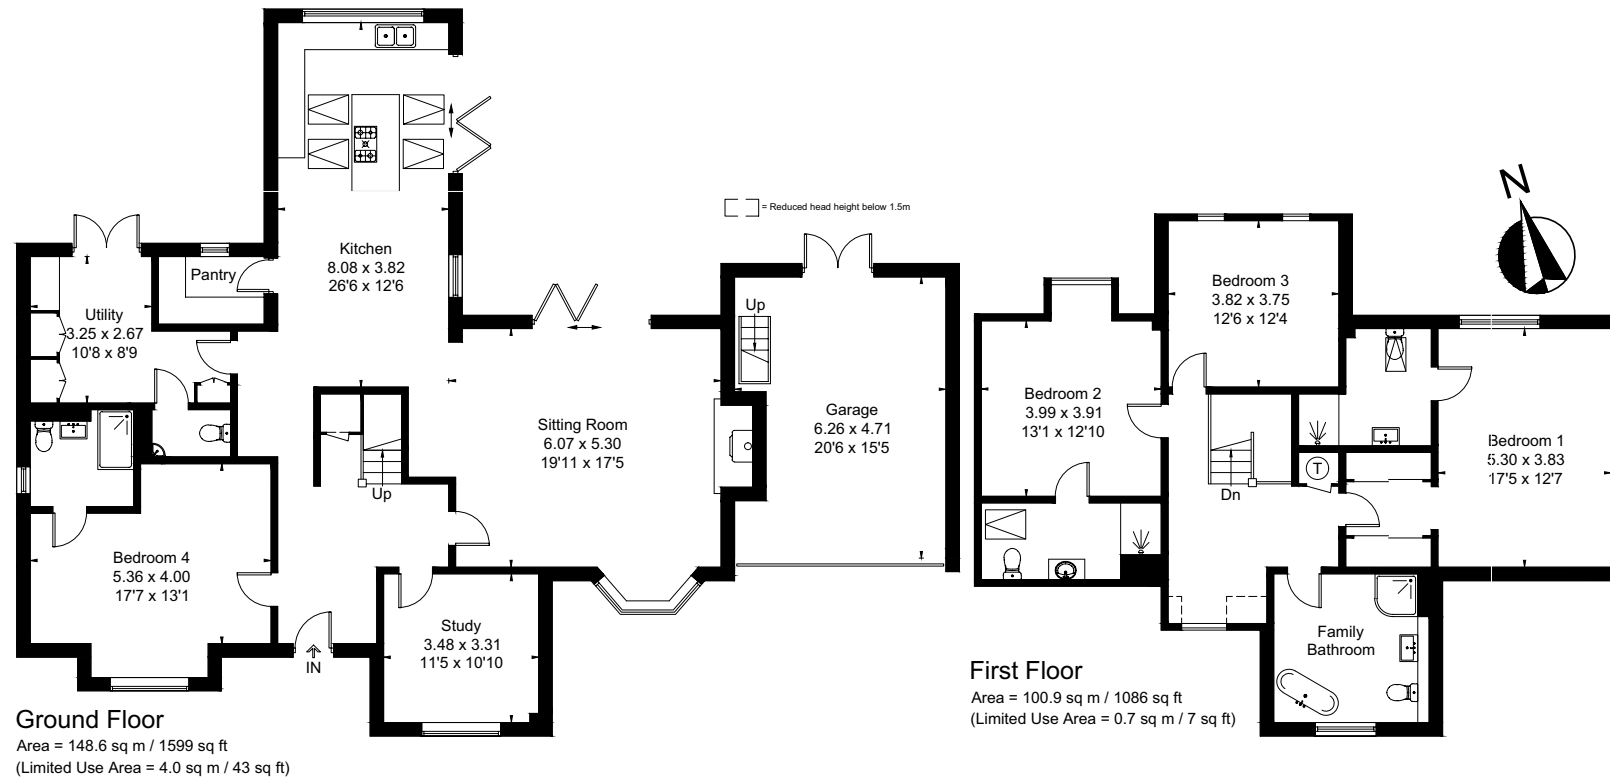 Kitchen
8.08 x 3.82
26'6 x 12'6
Pantry
Utility
3.25 x 2.67
10'8 x 8'9
= Reduced head height below 1.5m
Up
Sitting Room
6.07 x 5.30
19'11 x 17'5
Garage
6.26 x 4.71
20'6 x 15'5
Up
Bedroom 4
5.36 x 4.00
17'7 x 13'1
Study
3.48 x 3.31
11'5 x 10'10
IN
Ground Floor
Area = 148.6 sq m / 1599 sq ft
(Limited Use Area = 4.0 sq m / 43 sq ft)
N
Bedroom 3
3.82 x 3.75
12'6 x 12'4
Bedroom 2
3.99 x 3.91
13'1 x 12'10
Bedroom 1
5.30 x 3.83
17'5 x 12'7
T
Dn
Family
Bathroom
First Floor
Area = 100.9 sq m / 1086 sq ft
(Limited Use Area = 0.7 sq m / 7 sq ft)